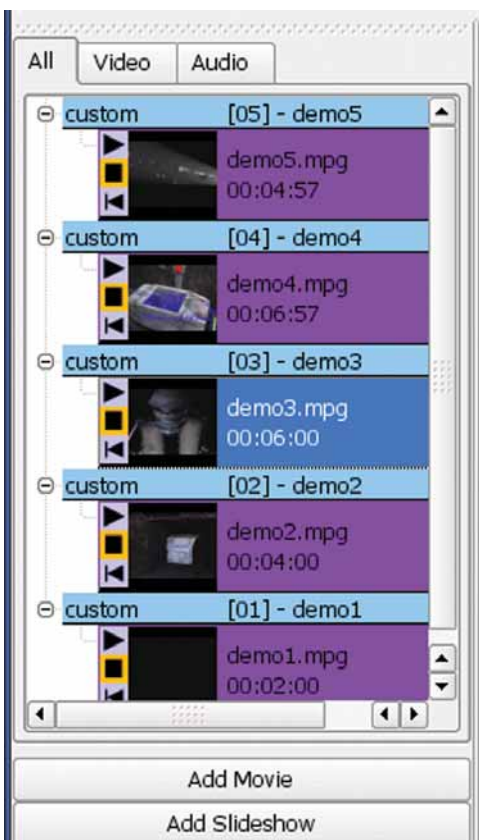 All Video Audio
custom [05] - demo5
demo5.mpg
00:04:57
custom [04] - demo4
demo4.mpg
00:06:57
custom [03] - demo3
demo3.mpg
00:06:00
custom [02] - demo2
demo2.mpg
00:04:00
custom [01] - demo1
demo1.mpg
00:02:00
Add Movie
Add Slideshow